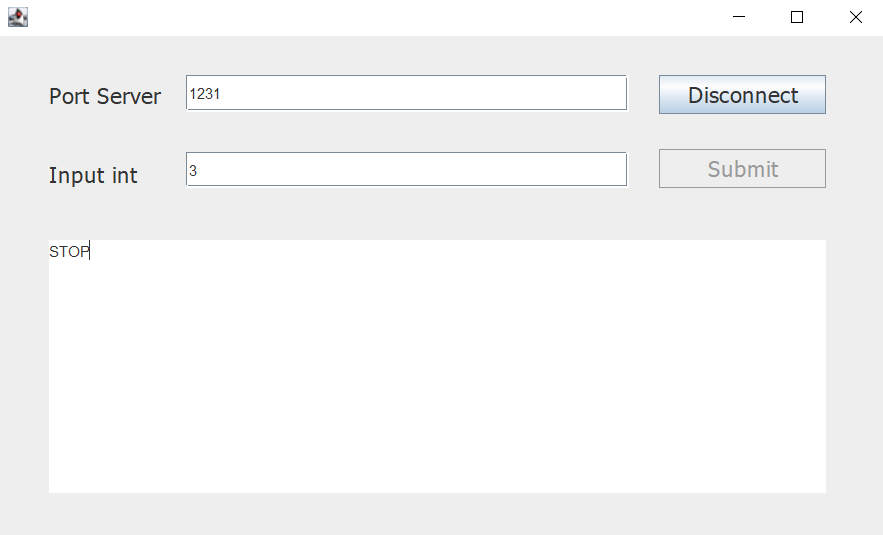 Port Server 1231 Disconnect
Input int 3 Submit
STOP